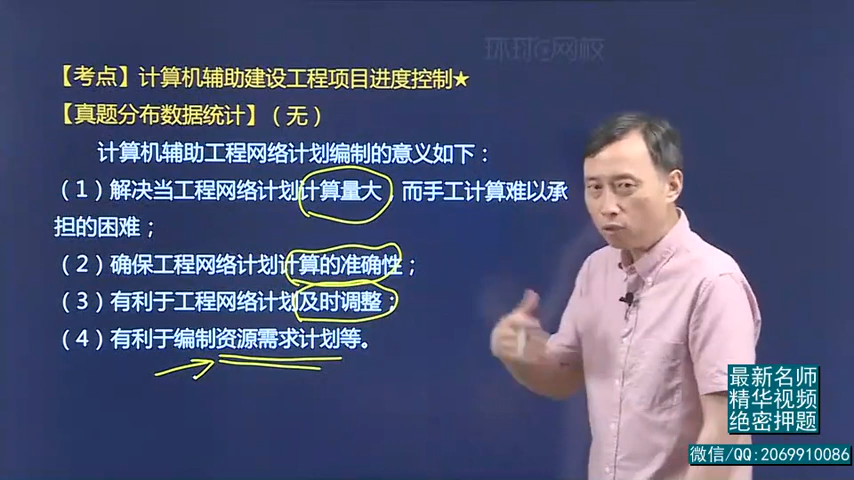 环球网校
【考点】计算机辅助建设工程项目进度控制★
【真题分布数据统计】（无）
计算机辅助工程网络计划编制的意义如下：
（1）解决当工程网络计划计算量大，而手工计算难以承
担的困难；
（2）确保工程网络计划计算的准确性；
（3）有利于工程网络计划及时调整；
（4）有利于编制资源需求计划等。
最新名师
精华视频
绝密押题
微信/QQ:2069910086